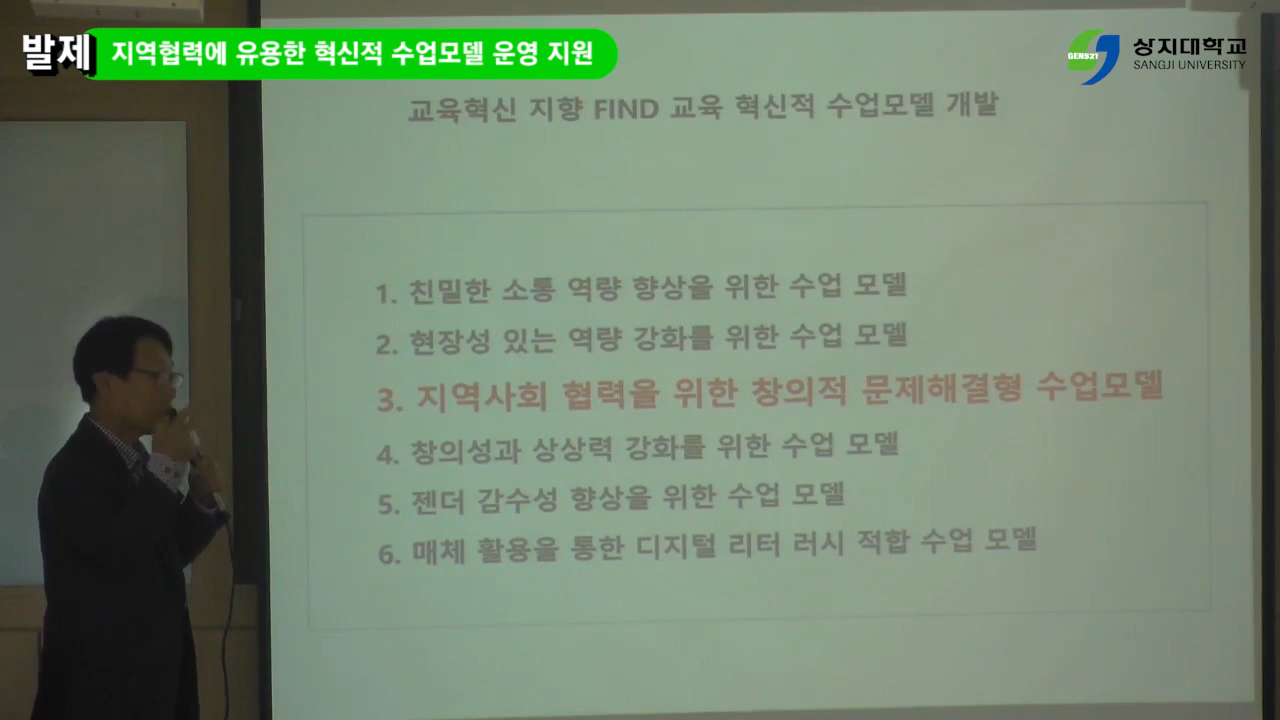 발제 지역협력에 유용한 혁신적 수업모델 운영 지원
GENS21 상지대학교
SANGJI UNIVERSITY
교육혁신 지향 FIND 교육 혁신적 수업모델 개발
1. 친밀한 소통 역량 향상을 위한 수업 모델
2. 현장성 있는 역량 강화를 위한 수업 모델
3. 지역사회 협력을 위한 창의적 문제해결형 수업모델
4. 창의성과 상상력 강화를 위한 수업 모델
5. 젠더 감수성 향상을 위한 수업 모델
6. 매체 활용을 통한 디지털 리터 러시 적합 수업 모델